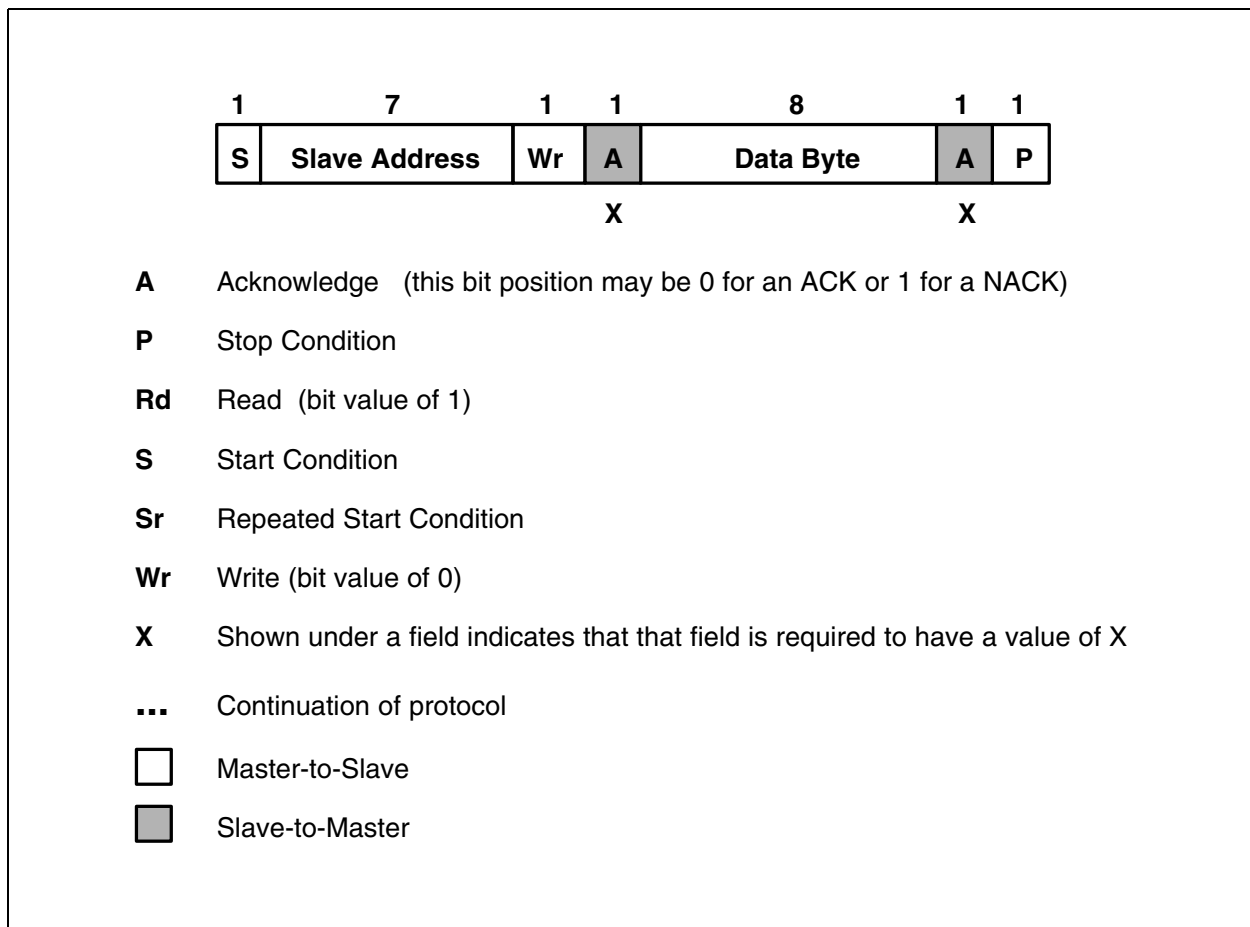 1 7 1 1 8 1 1
S Slave Address Wr A Data Byte A P
X X
A Acknowledge (this bit position may be 0 for an ACK or 1 for a NACK)
P Stop Condition
Rd Read (bit value of 1)
S Start Condition
Sr Repeated Start Condition
Wr Write (bit value of 0)
X Shown under a field indicates that that field is required to have a value of X
... Continuation of protocol
Master-to-Slave
Slave-to-Master